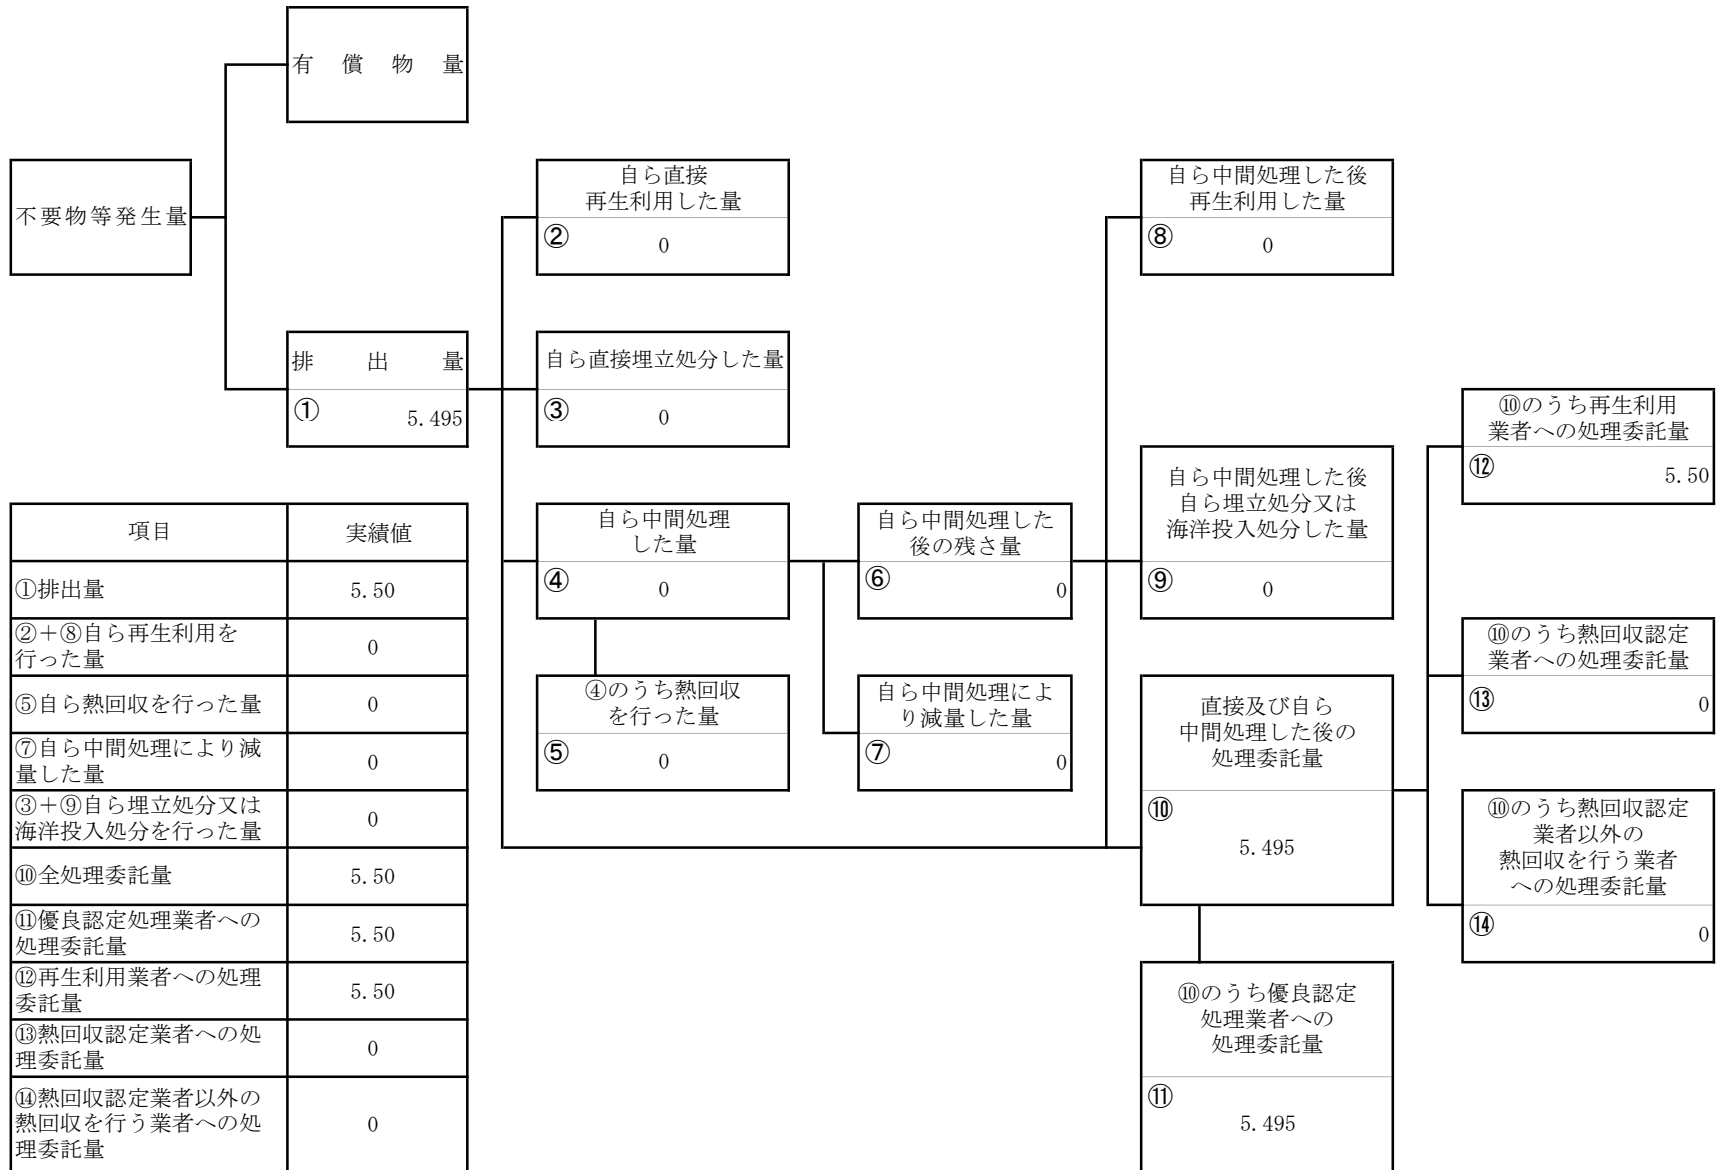 有償物量
不要物等発生量
排出量
① 5.495
自ら直接
再生利用した量
② 0
自ら直接埋立処分した量
③ 0
自ら中間処理
した量
④ 0
④のうち熱回収
を行った量
⑤ 0
自ら中間処理した
後の残さ量
⑥ 0
自ら中間処理によ
り減量した量
⑦ 0
自ら中間処理した後
再生利用した量
⑧ 0
自ら中間処理した後
自ら埋立処分又は
海洋投入処分した量
⑨ 0
直接及び自ら
中間処理した後の
処理委託量
⑩
5.495
⑩のうち優良認定
処理業者への
処理委託量
⑪
5.495
⑩のうち再生利用
業者への処理委託量
⑫ 5.50
⑩のうち熱回収認定
業者への処理委託量
⑬ 0
⑩のうち熱回収認定
業者以外の
熱回収を行う業者
への処理委託量
⑭ 0
項目 実績値
①排出量 5.50
②+⑧自ら再生利用を
行った量 0
⑤自ら熱回収を行った量 0
⑦自ら中間処理により減
量した量 0
③+⑨自ら埋立処分又は
海洋投入処分を行った量 0
⑩全処理委託量 5.50
⑪優良認定処理業者への
処理委託量 5.50
⑫再生利用業者への処理
委託量 5.50
⑬熱回収認定業者への処
理委託量 0
⑭熱回収認定業者以外の
熱回収を行う業者への処
理委託量 0